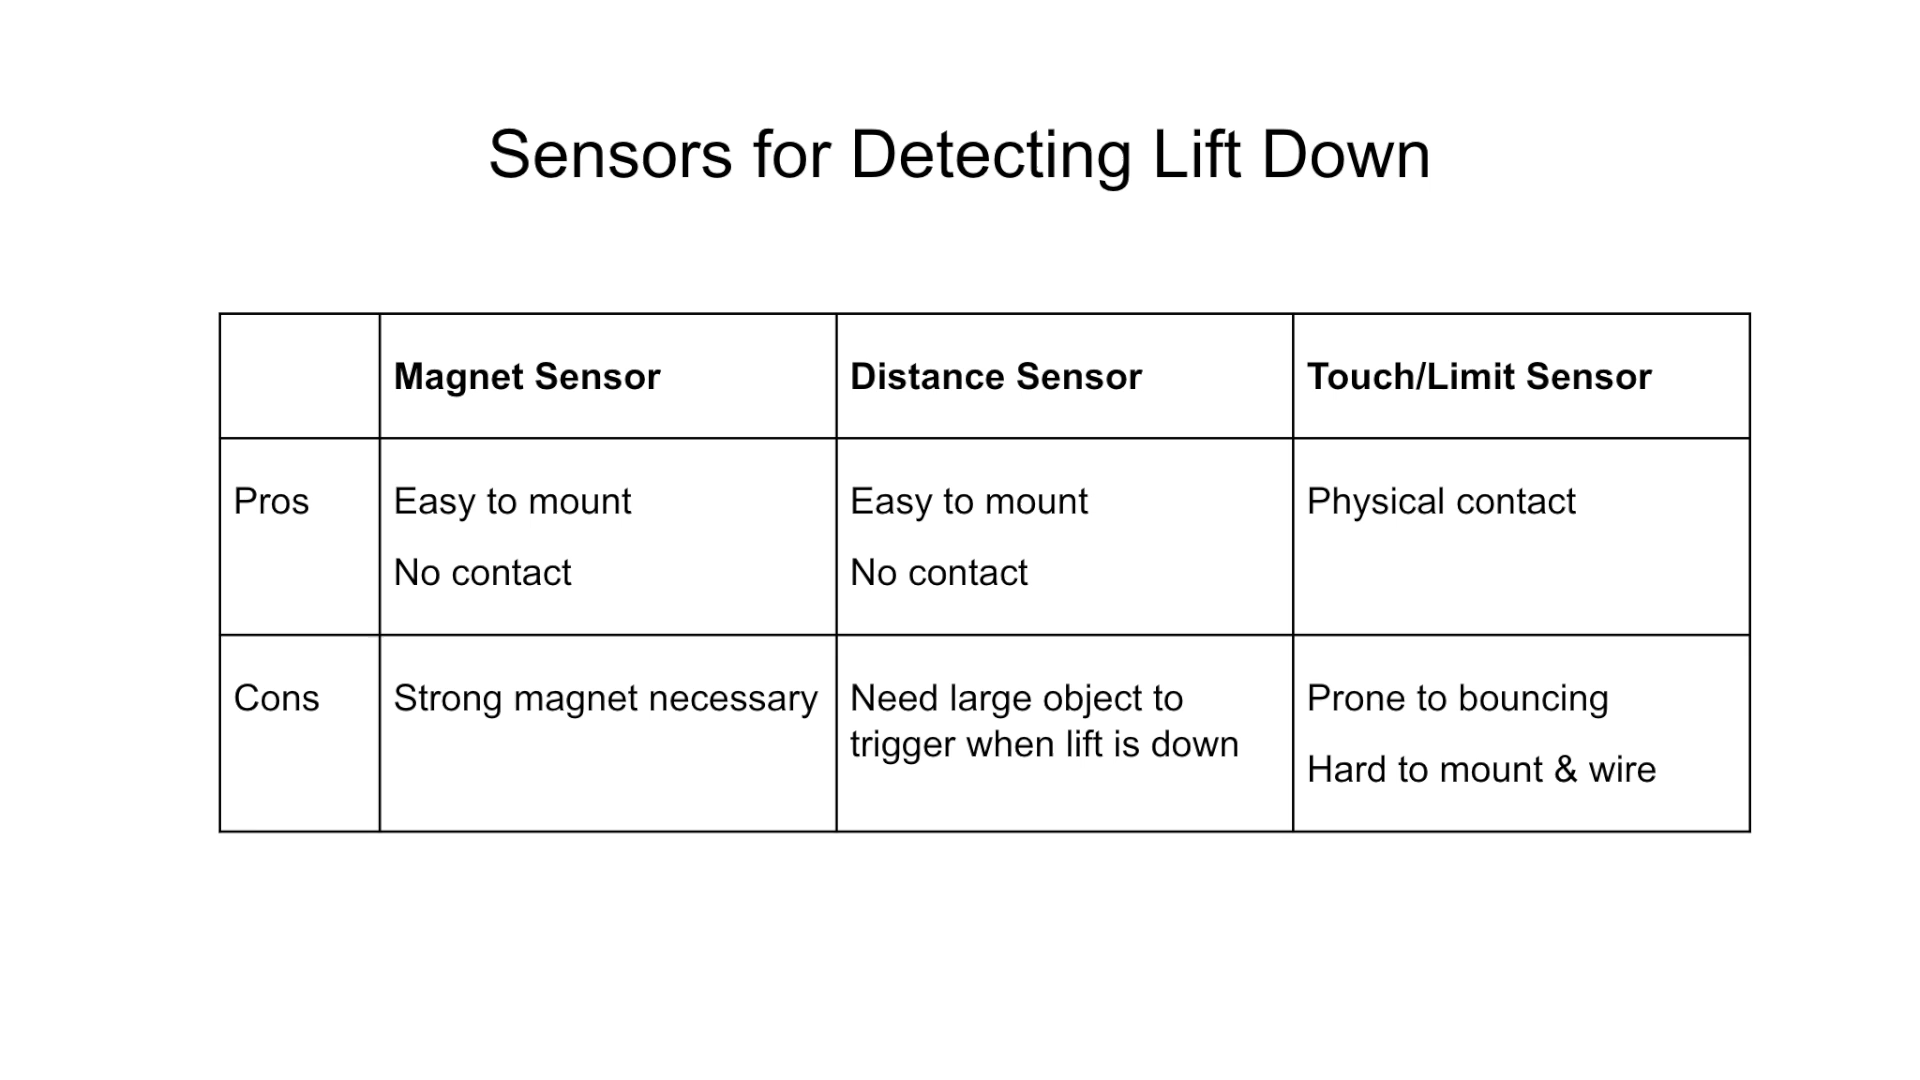 Sensors for Detecting Lift Down
Magnet Sensor
Distance Sensor
Touch/Limit Sensor
Pros
Easy to mount
No contact
Easy to mount
No contact
Physical contact
Cons
Strong magnet necessary
Need large object to
trigger when lift is down
Prone to bouncing
Hard to mount & wire